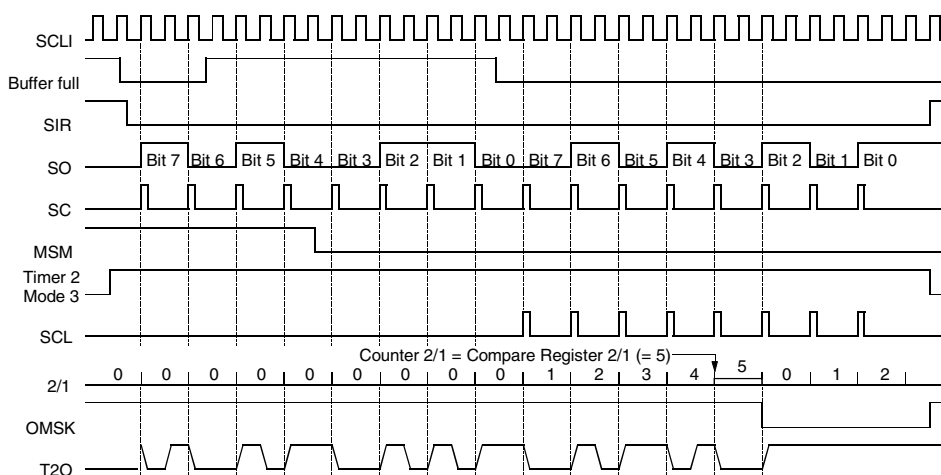 SCLI
Buffer full
SIR
SO Bit 7 Bit 6 Bit 5 Bit 4 Bit 3 Bit 2 Bit 1 Bit 0 Bit 7 Bit 6 Bit 5 Bit 4 Bit 3 Bit 2 Bit 1 Bit 0
SC
MSM
Timer 2
Mode 3
SCL
Counter 2/1 = Compare Register 2/1 (= 5)
2/1 0 0 0 0 0 0 0 0 0 1 2 3 4 5 0 1 2
OMSK
T2O